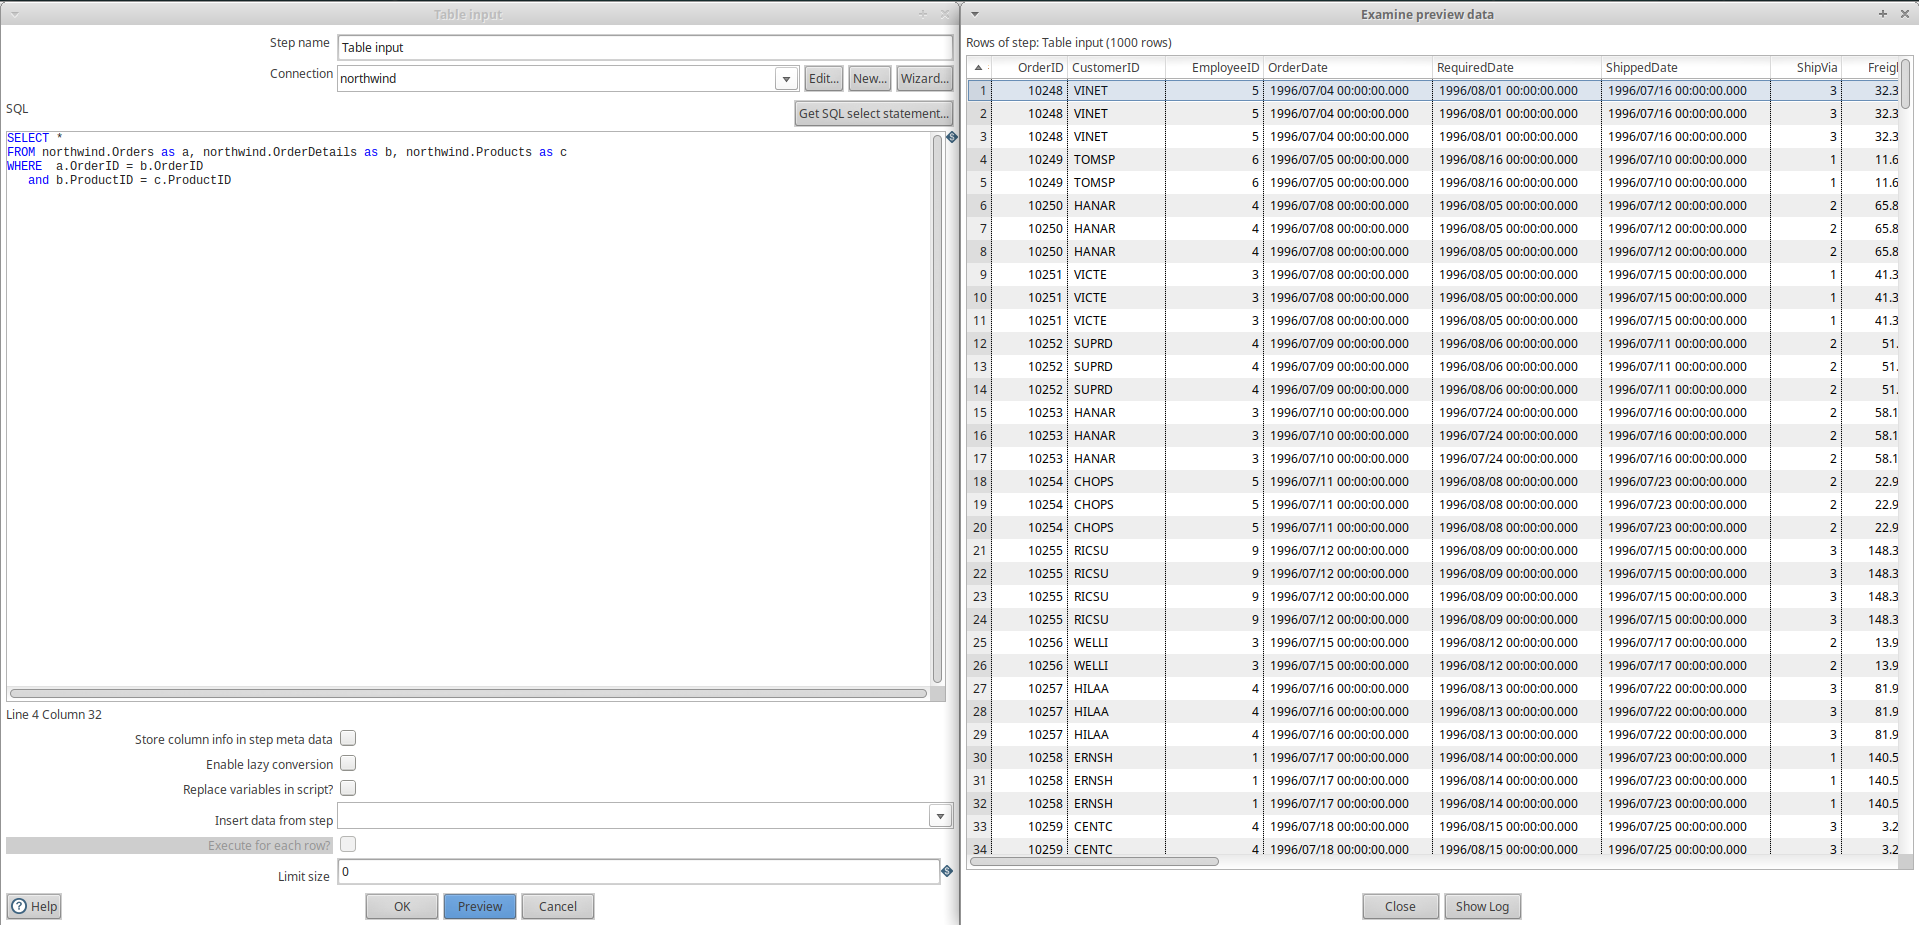 Table input
Step name Table input
Connection northwind Edit... New... Wizard...
SQL Get SQL select statement...
SELECT *
FROM northwind.Orders as a, northwind.OrderDetails as b, northwind.Products as c
WHERE  a.OrderID = b.OrderID
   and b.ProductID = c.ProductID
Line 4 Column 32
Store column info in step meta data
Enable lazy conversion
Replace variables in script?
Insert data from step
Execute for each row?
Limit size 0
Help OK Preview Cancel
Examine preview data
Rows of step: Table input (1000 rows)
OrderID CustomerID EmployeeID OrderDate RequiredDate ShippedDate ShipVia Freig
1 10248 VINET 5 1996/07/04 00:00:00.000 1996/08/01 00:00:00.000 1996/07/16 00:00:00.000 3 32.3
2 10248 VINET 5 1996/07/04 00:00:00.000 1996/08/01 00:00:00.000 1996/07/16 00:00:00.000 3 32.3
3 10248 VINET 5 1996/07/04 00:00:00.000 1996/08/01 00:00:00.000 1996/07/16 00:00:00.000 3 32.3
4 10249 TOMSP 6 1996/07/05 00:00:00.000 1996/08/16 00:00:00.000 1996/07/10 00:00:00.000 1 11.6
5 10249 TOMSP 6 1996/07/05 00:00:00.000 1996/08/16 00:00:00.000 1996/07/10 00:00:00.000 1 11.6
6 10250 HANAR 4 1996/07/08 00:00:00.000 1996/08/05 00:00:00.000 1996/07/12 00:00:00.000 2 65.8
7 10250 HANAR 4 1996/07/08 00:00:00.000 1996/08/05 00:00:00.000 1996/07/12 00:00:00.000 2 65.8
8 10250 HANAR 4 1996/07/08 00:00:00.000 1996/08/05 00:00:00.000 1996/07/12 00:00:00.000 2 65.8
9 10251 VICTE 3 1996/07/08 00:00:00.000 1996/08/05 00:00:00.000 1996/07/15 00:00:00.000 1 41.3
10 10251 VICTE 3 1996/07/08 00:00:00.000 1996/08/05 00:00:00.000 1996/07/15 00:00:00.000 1 41.3
11 10251 VICTE 3 1996/07/08 00:00:00.000 1996/08/05 00:00:00.000 1996/07/15 00:00:00.000 1 41.3
12 10252 SUPRD 4 1996/07/09 00:00:00.000 1996/08/06 00:00:00.000 1996/07/11 00:00:00.000 2 51.
13 10252 SUPRD 4 1996/07/09 00:00:00.000 1996/08/06 00:00:00.000 1996/07/11 00:00:00.000 2 51.
14 10252 SUPRD 4 1996/07/09 00:00:00.000 1996/08/06 00:00:00.000 1996/07/11 00:00:00.000 2 51.
15 10253 HANAR 3 1996/07/10 00:00:00.000 1996/07/24 00:00:00.000 1996/07/16 00:00:00.000 2 58.1
16 10253 HANAR 3 1996/07/10 00:00:00.000 1996/07/24 00:00:00.000 1996/07/16 00:00:00.000 2 58.1
17 10253 HANAR 3 1996/07/10 00:00:00.000 1996/07/24 00:00:00.000 1996/07/16 00:00:00.000 2 58.1
18 10254 CHOPS 5 1996/07/11 00:00:00.000 1996/08/08 00:00:00.000 1996/07/23 00:00:00.000 2 22.9
19 10254 CHOPS 5 1996/07/11 00:00:00.000 1996/08/08 00:00:00.000 1996/07/23 00:00:00.000 2 22.9
20 10254 CHOPS 5 1996/07/11 00:00:00.000 1996/08/08 00:00:00.000 1996/07/23 00:00:00.000 2 22.9
21 10255 RICSU 9 1996/07/12 00:00:00.000 1996/08/09 00:00:00.000 1996/07/15 00:00:00.000 3 148.3
22 10255 RICSU 9 1996/07/12 00:00:00.000 1996/08/09 00:00:00.000 1996/07/15 00:00:00.000 3 148.3
23 10255 RICSU 9 1996/07/12 00:00:00.000 1996/08/09 00:00:00.000 1996/07/15 00:00:00.000 3 148.3
24 10255 RICSU 9 1996/07/12 00:00:00.000 1996/08/09 00:00:00.000 1996/07/15 00:00:00.000 3 148.3
25 10256 WELLI 3 1996/07/15 00:00:00.000 1996/08/12 00:00:00.000 1996/07/17 00:00:00.000 2 13.9
26 10256 WELLI 3 1996/07/15 00:00:00.000 1996/08/12 00:00:00.000 1996/07/17 00:00:00.000 2 13.9
27 10257 HILAA 4 1996/07/16 00:00:00.000 1996/08/13 00:00:00.000 1996/07/22 00:00:00.000 3 81.9
28 10257 HILAA 4 1996/07/16 00:00:00.000 1996/08/13 00:00:00.000 1996/07/22 00:00:00.000 3 81.9
29 10257 HILAA 4 1996/07/16 00:00:00.000 1996/08/13 00:00:00.000 1996/07/22 00:00:00.000 3 81.9
30 10258 ERNSH 1 1996/07/17 00:00:00.000 1996/08/14 00:00:00.000 1996/07/23 00:00:00.000 1 140.5
31 10258 ERNSH 1 1996/07/17 00:00:00.000 1996/08/14 00:00:00.000 1996/07/23 00:00:00.000 1 140.5
32 10258 ERNSH 1 1996/07/17 00:00:00.000 1996/08/14 00:00:00.000 1996/07/23 00:00:00.000 1 140.5
33 10259 CENTC 4 1996/07/18 00:00:00.000 1996/08/15 00:00:00.000 1996/07/25 00:00:00.000 3 3.2
34 10259 CENTC 4 1996/07/18 00:00:00.000 1996/08/15 00:00:00.000 1996/07/25 00:00:00.000 3 3.2
Close Show Log